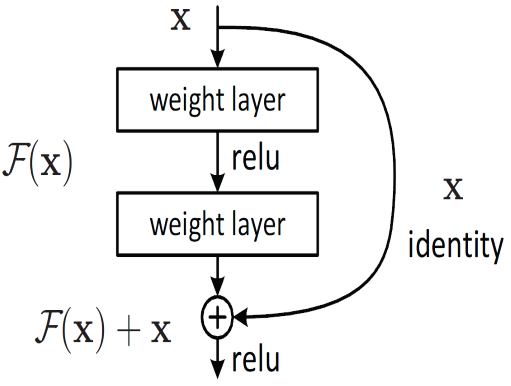 x
weight layer
relu
F(x)
x
weight layer
identity
+
F(x) + x
relu